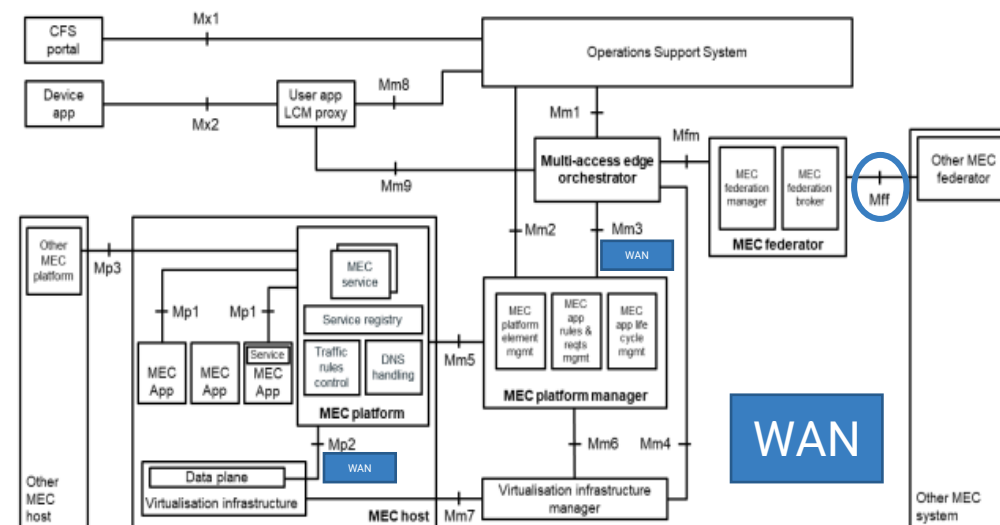 CFS
portal
Mx1
Operations Support System
Device
app
Mx2
User app
LCM proxy
Mm8
Mm1
Mm9
Multi-access edge
orchestrator
Mfm
MEC
federation
manager
MEC
federation
broker
MEC federator
Mff
Other MEC
federator
Mm2
Mm3
WAN
Other
MEC
platform
Mp3
MEC
service
Service registry
Traffic
rules
control
DNS
handling
MEC platform
Mp1
Mp1
MEC
App
MEC
App
Service
MEC
App
Mm5
MEC
platform
element
mgmt
MEC
app
rules &
reqts
mgmt
MEC
app life
cycle
mgmt
MEC platform manager
WAN
Mp2
WAN
Mm6
Mm4
Data plane
Virtualisation infrastructure
MEC host
Mm7
Virtualisation infrastructure
manager
Other
MEC
host
Other MEC
system